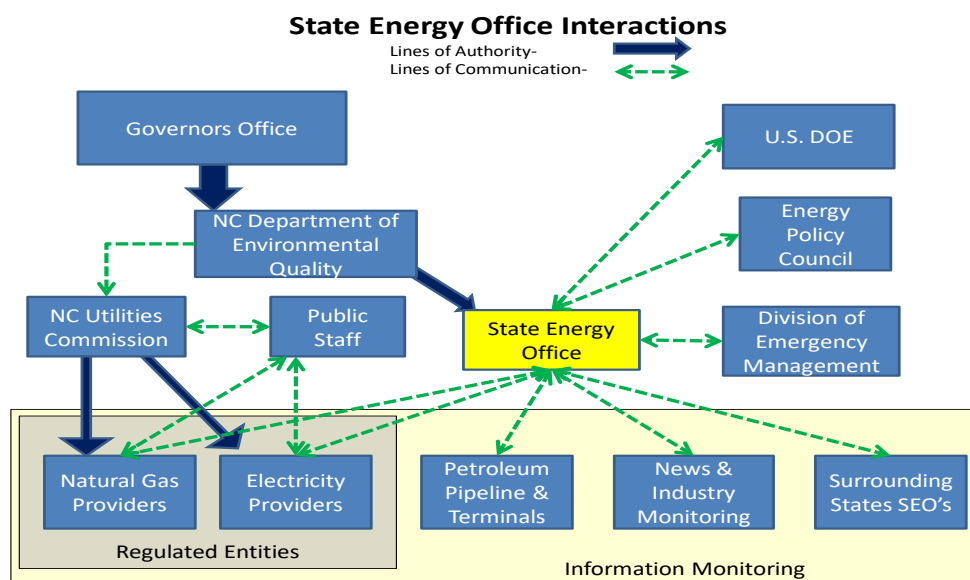 State Energy Office Interactions
Lines of Authority-
Lines of Communication-
Governors Office
U.S. DOE
NC Department of
Environmental
Quality
Energy
Policy
Council
NC Utilities
Commission
Public
Staff
State Energy
Office
Division of
Emergency
Management
Natural Gas
Providers
Electricity
Providers
Petroleum
Pipeline &
Terminals
News &
Industry
Monitoring
Surrounding
States SEO's
Regulated Entities
Information Monitoring